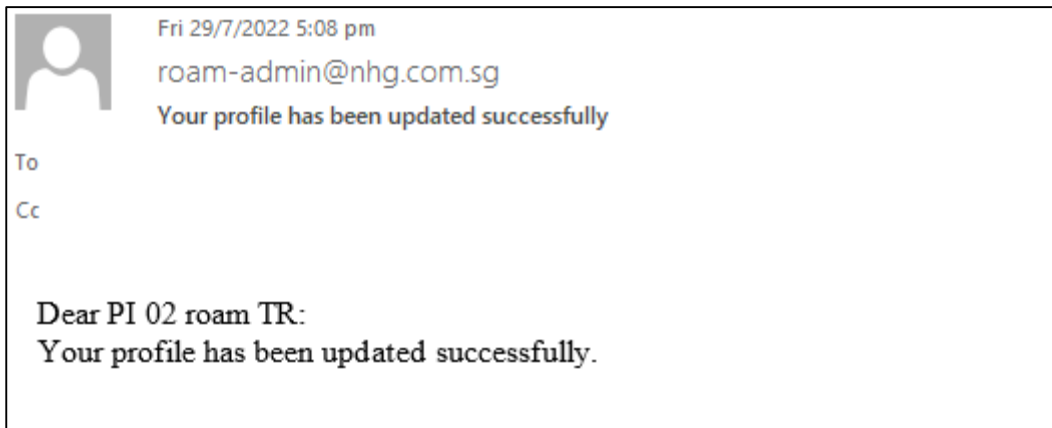 Fri 29/7/2022 5:08 pm
roam-admin@nhg.com.sg
Your profile has been updated successfully
To
Cc
Dear PI 02 roam TR:
Your profile has been updated successfully.